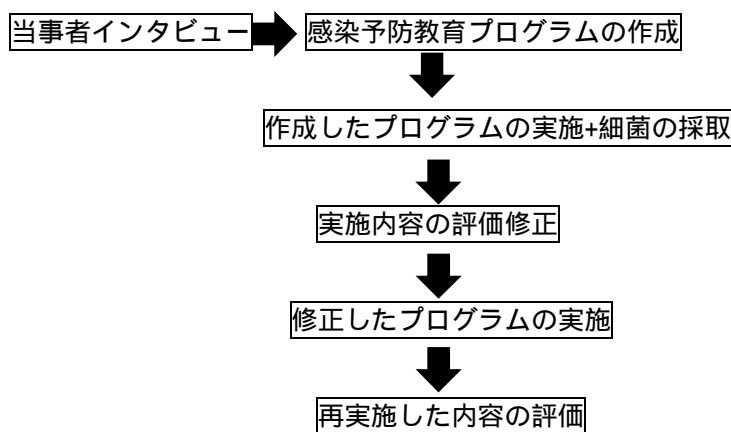 当事者インタビュー
感染予防教育プログラムの作成
作成したプログラムの実施+細菌の採取
実施内容の評価修正
修正したプログラムの実施
再実施した内容の評価